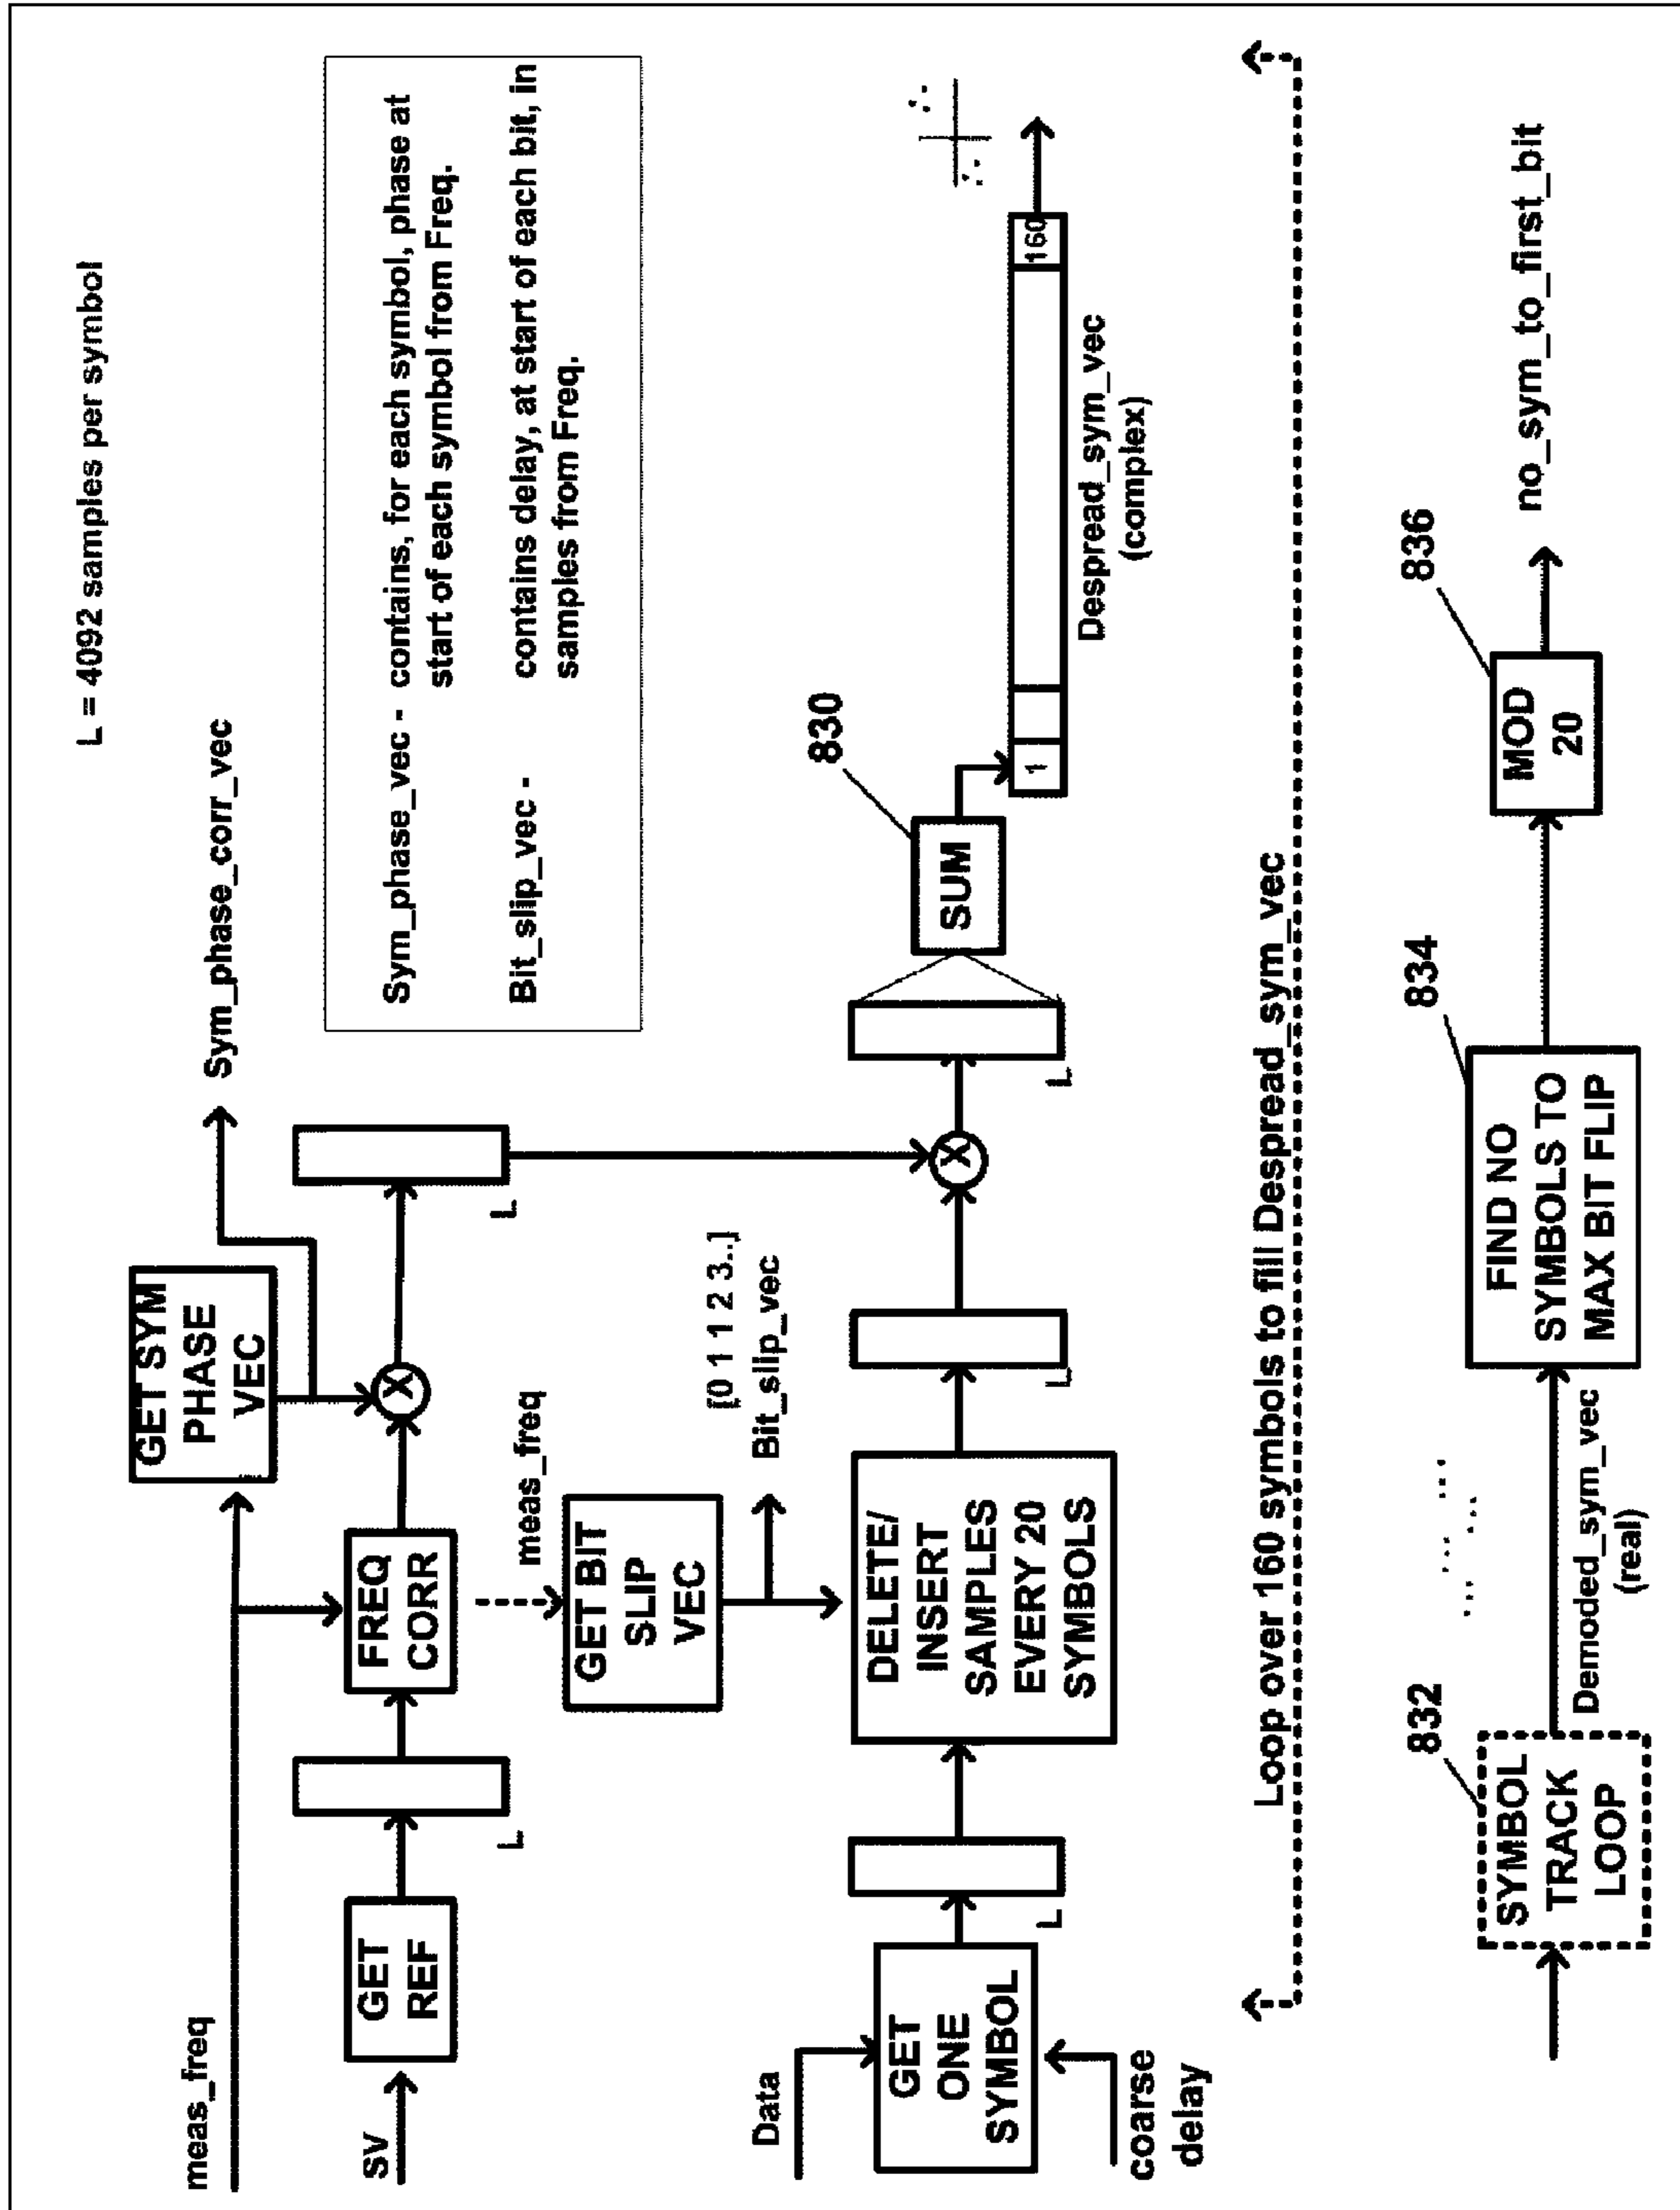 L = 4092 samples per symbol
meas_freq
GET SYM
PHASE
VEC
Sym_phase_corr_vec
SV
GET
REF
L
FREQ
CORR
X
L
Sym_phase_vec - contains, for each symbol, phase at
start of each symbol from Freq.
Bit_slip_vec - contains delay, at start of each bit, in
samples from Freq.
meas_freq
GET BIT
SLIP
VEC
[0 1 1 2 3..]
Bit_slip_vec
Data
GET
ONE
SYMBOL
coarse
delay
L
DELETE/
INSERT
SAMPLES
EVERY 20
SYMBOLS
L
X
L
SUM
830
1
160
Despread_sym_vec
(complex)
Loop over 160 symbols to fill Despread_sym_vec
832
SYMBOL
TRACK
LOOP
Demoded_sym_vec
(real)
834
FIND NO
SYMBOLS TO
MAX BIT FLIP
836
MOD
20
no_sym_to_first_bit